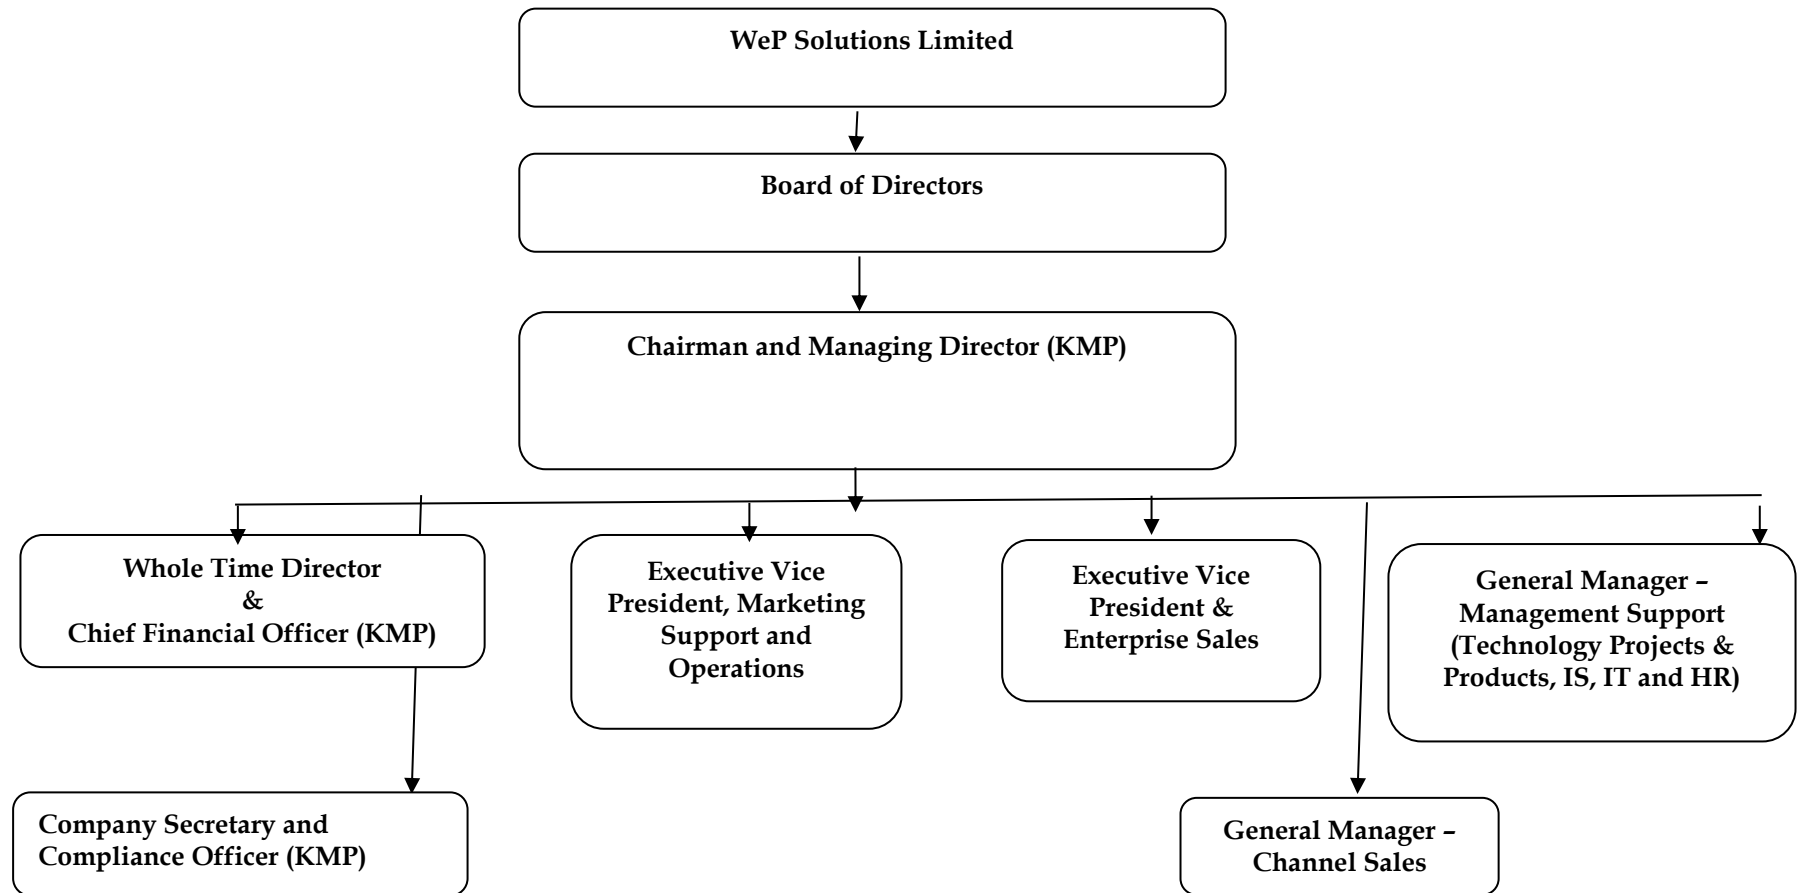 WeP Solutions Limited
Board of Directors
Chairman and Managing Director (KMP)
Whole Time Director
&
Chief Financial Officer (KMP)
Executive Vice
President, Marketing
Support and
Operations
Executive Vice
President &
Enterprise Sales
General Manager –
Management Support
(Technology Projects &
Products, IS, IT and HR)
Company Secretary and
Compliance Officer (KMP)
General Manager –
Channel Sales